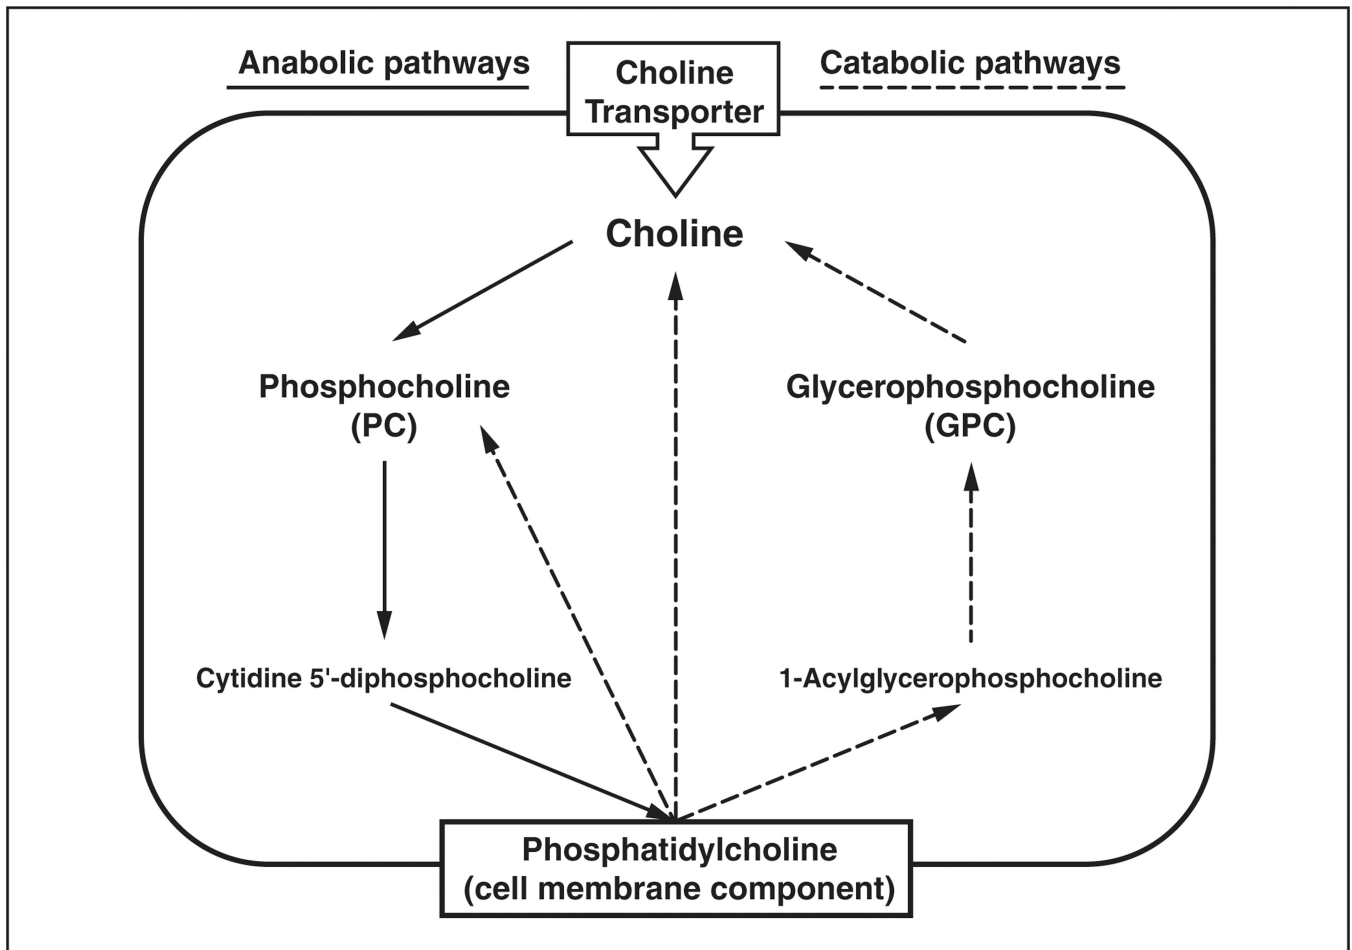 Anabolic pathways
Choline
Transporter
Catabolic pathways
Choline
Phosphocholine
(PC)
Glycerophosphocholine
(GPC)
Cytidine 5'-diphosphocholine
1-Acylglycerophosphocholine
Phosphatidylcholine
(cell membrane component)